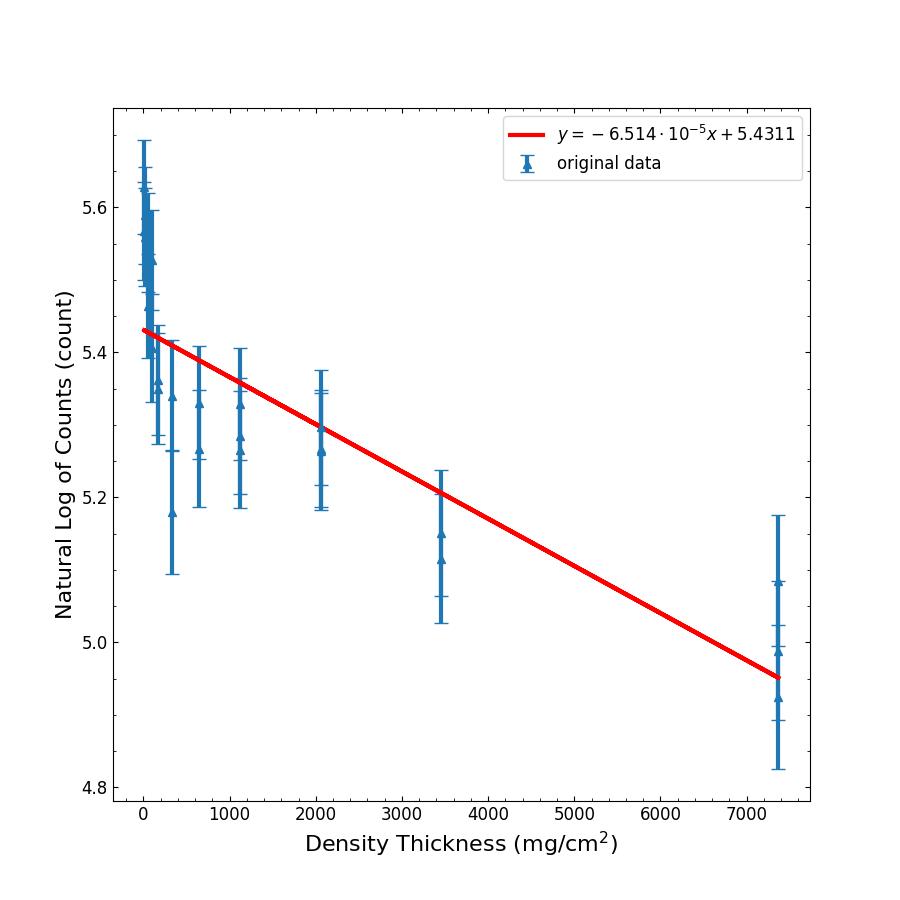 y = − 6.514 · 10⁻⁵x + 5.4311
original data
5.6
5.4
5.2
5.0
4.8
Natural Log of Counts (count)
0 1000 2000 3000 4000 5000 6000 7000
Density Thickness (mg/cm²)